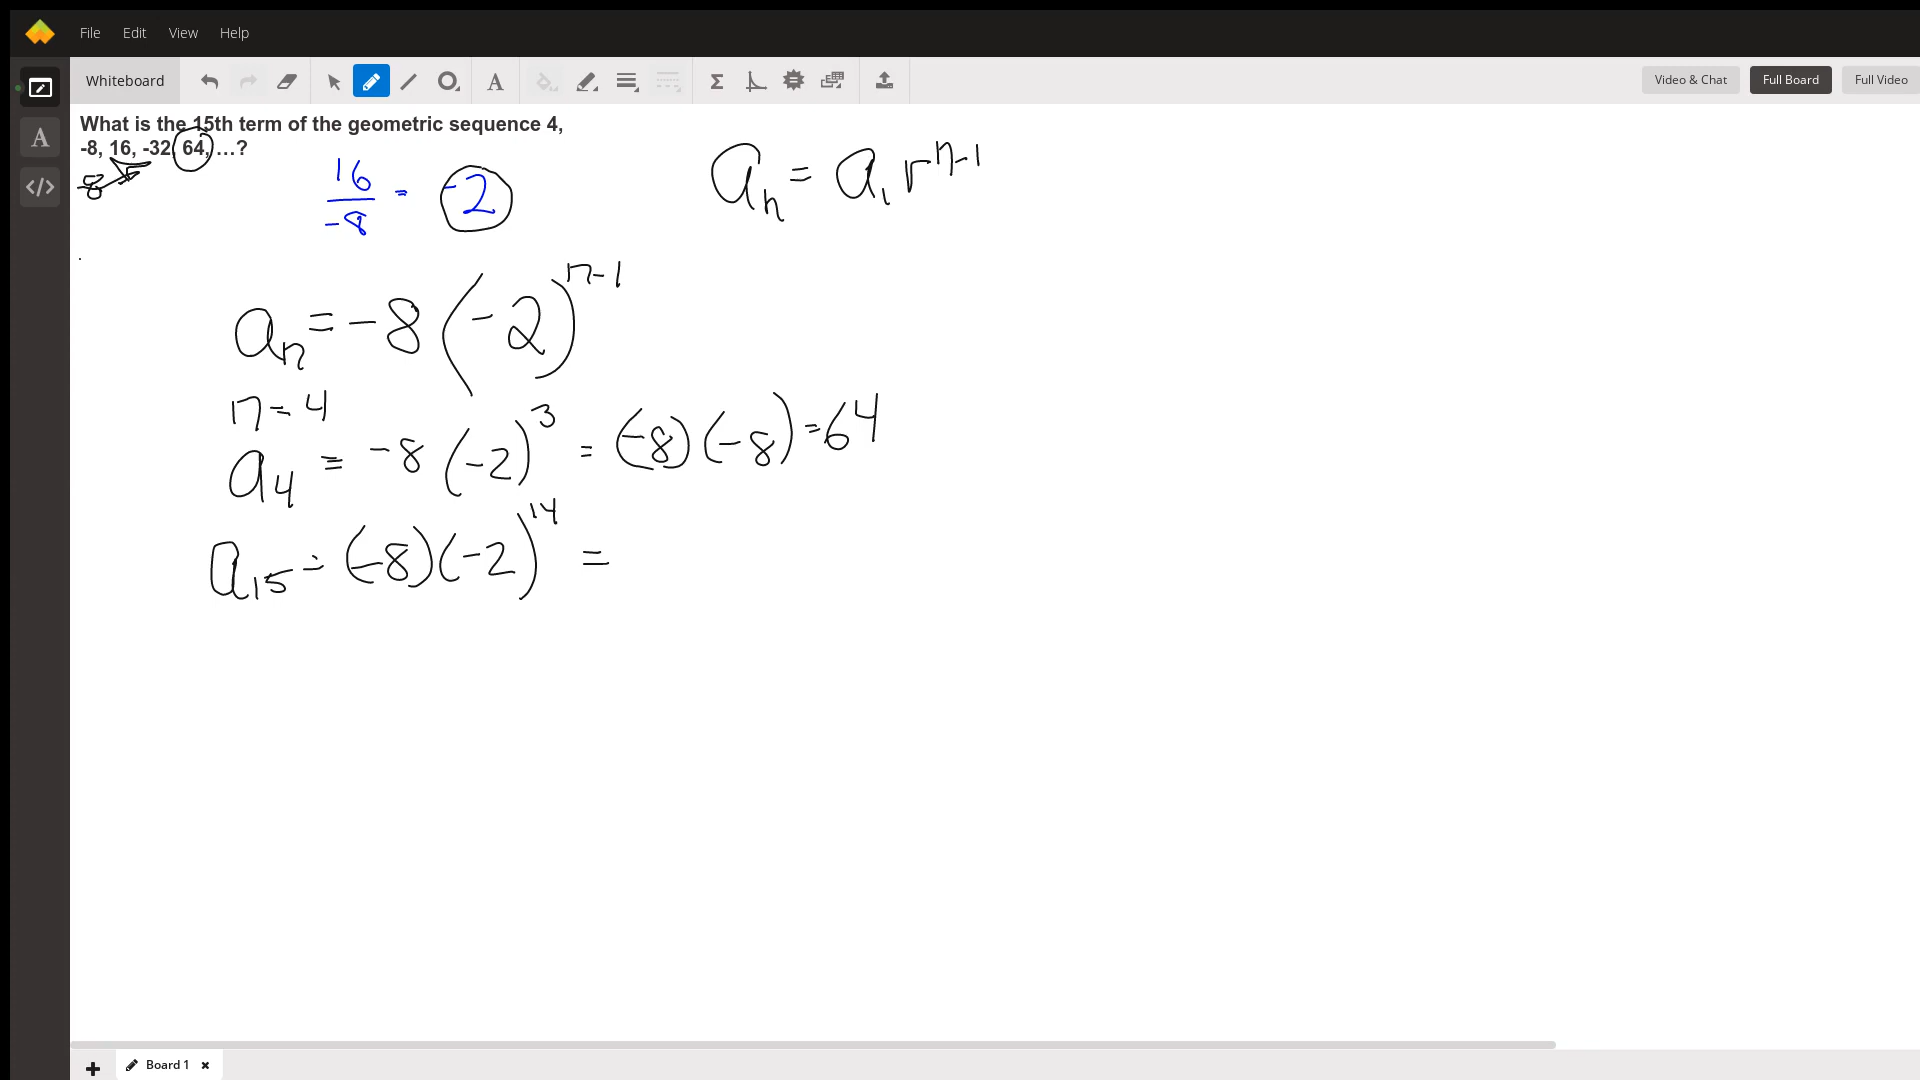 File Edit View Help
Whiteboard A Σ Video & Chat Full Board Full Video
A
</>
What is the 15th term of the geometric sequence 4,
-8, 16, -32, 64, ...?
-8
16/-8 = -2
aₙ = a₁ rⁿ⁻¹
aₙ = -8 (-2)ⁿ⁻¹
n = 4
a₄ = -8 (-2)³ = (-8)(-8) = 64
a₁₅ = (-8)(-2)¹⁴ =
+ Board 1 ×